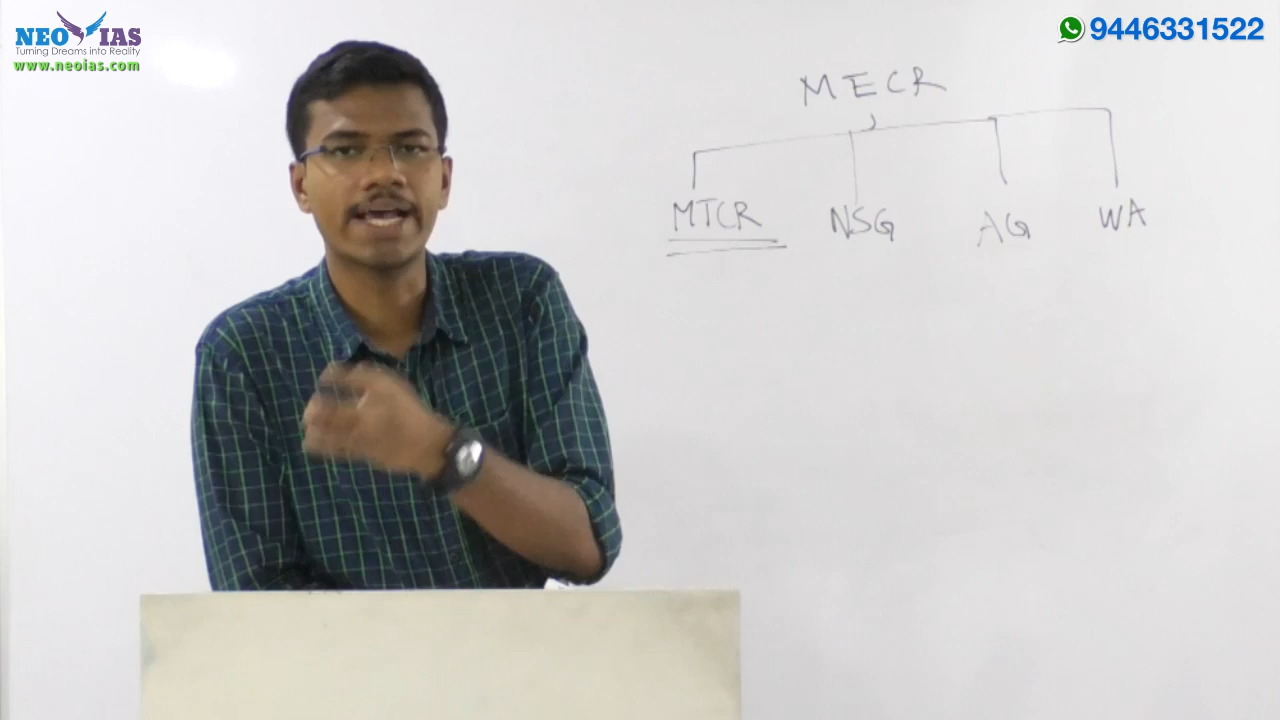 NEO IAS
Turning Dreams into Reality
www.neoias.com
9446331522
MECR
MTCR NSG AG WA